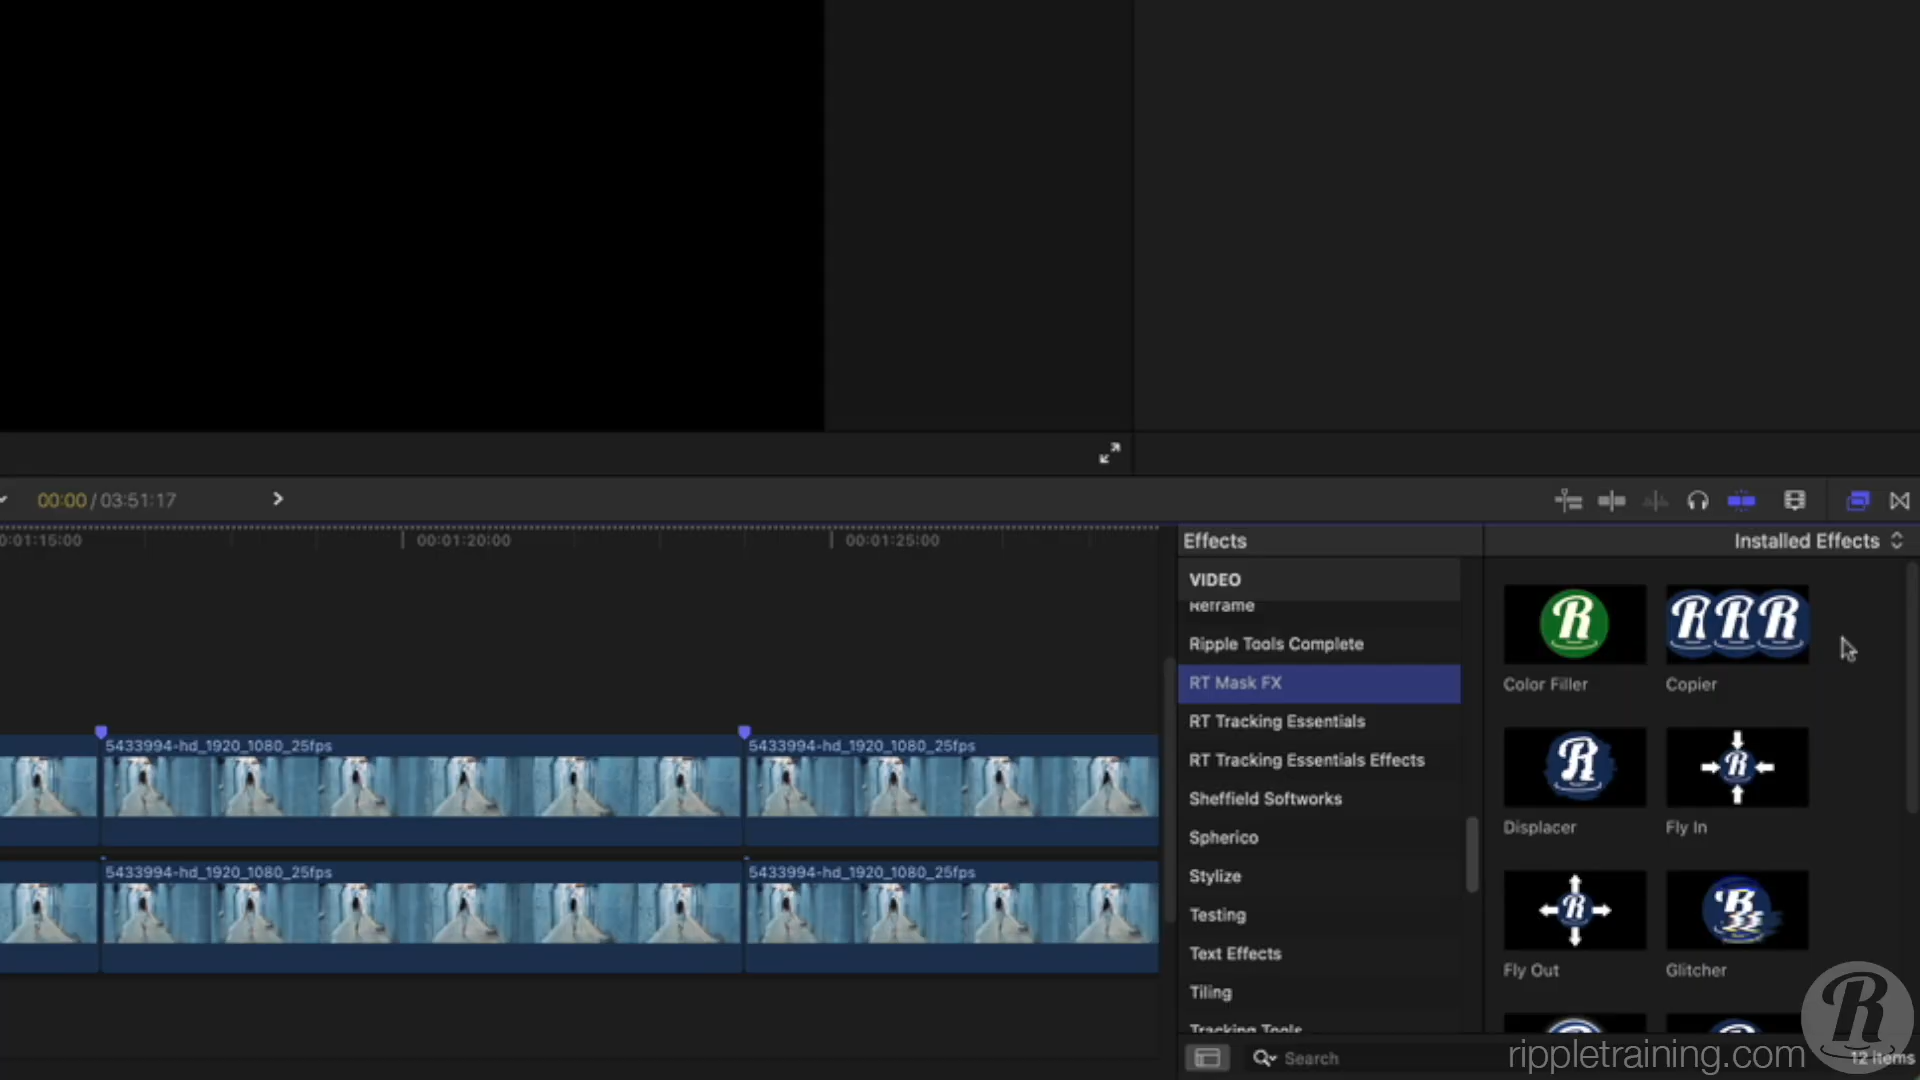 00:00 / 03:51:17
0:01:15:00
00:01:20:00
00:01:25:00
Effects
Installed Effects
VIDEO
Reframe
Ripple Tools Complete
RT Mask FX
RT Tracking Essentials
RT Tracking Essentials Effects
Sheffield Softworks
Spherico
Stylize
Testing
Text Effects
Tiling
Tracking Tools
Color Filler
Copier
Displacer
Fly In
Fly Out
Glitcher
5433994-hd_1920_1080_25fps
5433994-hd_1920_1080_25fps
5433994-hd_1920_1080_25fps
5433994-hd_1920_1080_25fps
Search
rippletraining.com
12 items